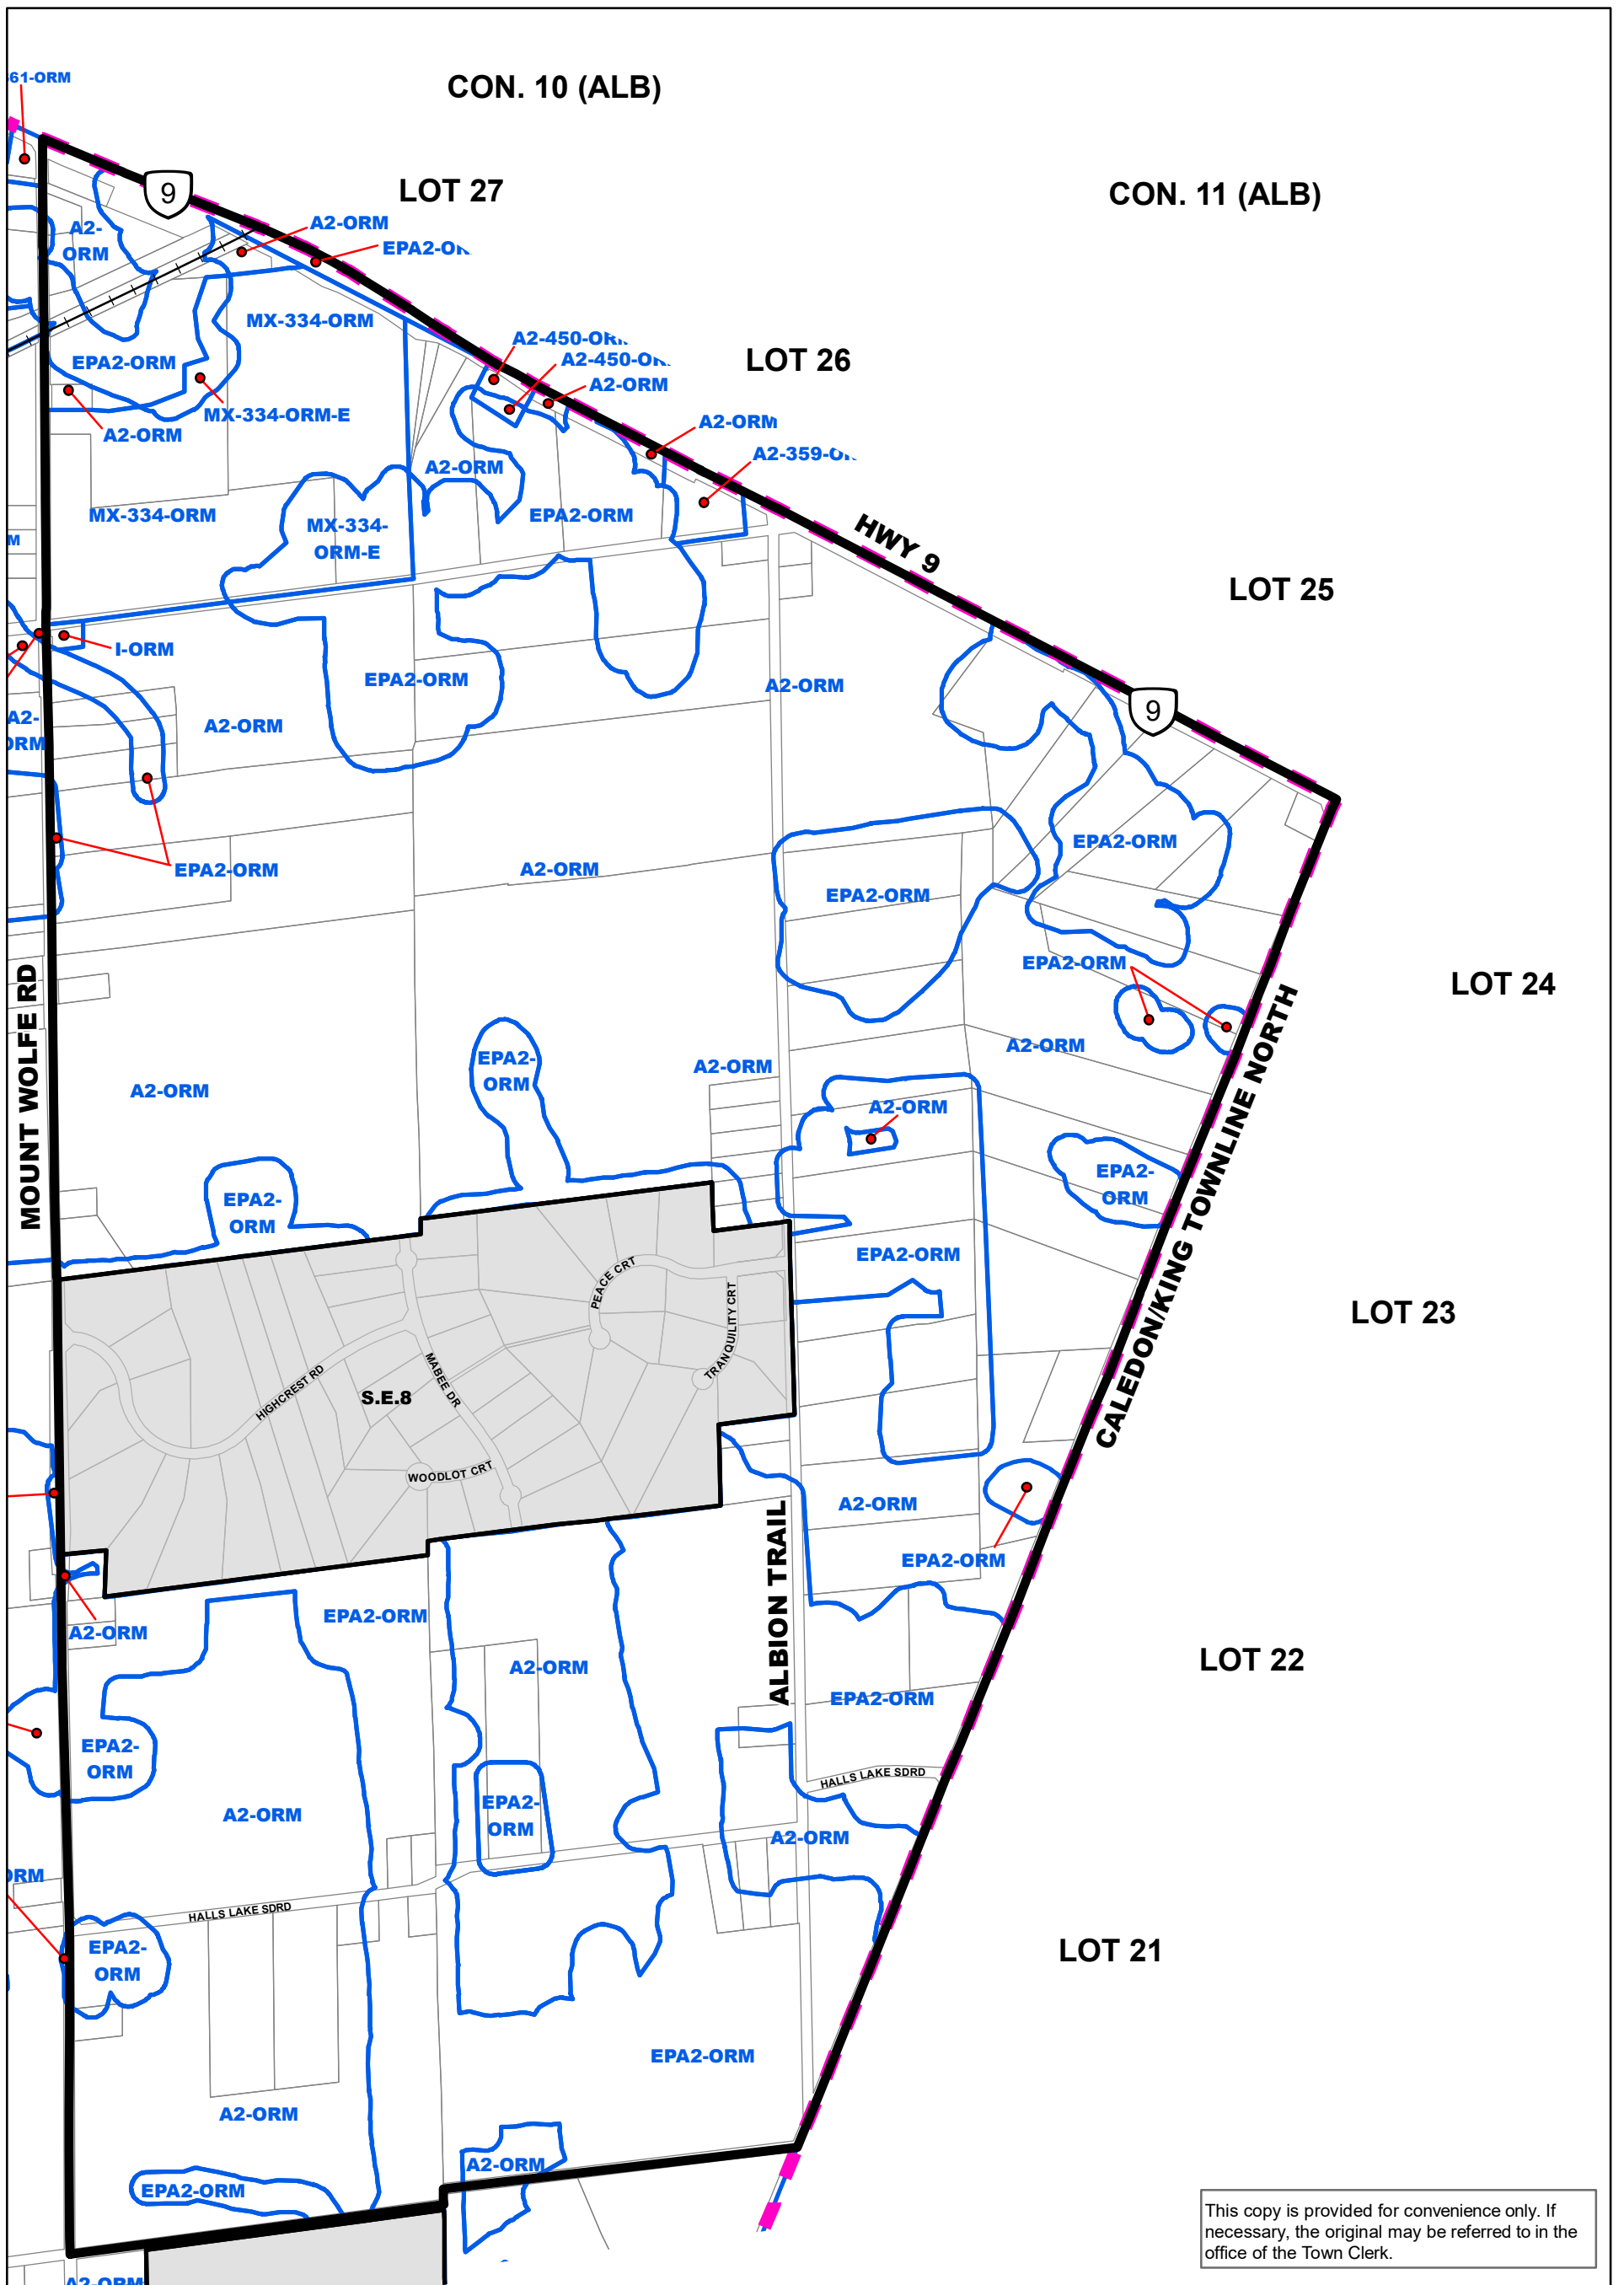 61-ORM
CON. 10 (ALB)
LOT 27
CON. 11 (ALB)
9
A2-
ORM
A2-ORM
EPA2-OR
MX-334-ORM
A2-450-OR
A2-450-OR
A2-ORM
LOT 26
EPA2-ORM
MX-334-ORM-E
A2-ORM
A2-ORM
A2-359-O
A2-ORM
MX-334-ORM
MX-334-
ORM-E
EPA2-ORM
M
HWY 9
LOT 25
I-ORM
EPA2-ORM
A2-ORM
A2-
ORM
A2-ORM
9
EPA2-ORM
A2-ORM
EPA2-ORM
EPA2-ORM
EPA2-ORM
LOT 24
MOUNT WOLFE RD
A2-ORM
EPA2-
ORM
A2-ORM
A2-ORM
A2-ORM
CALEDON/KING TOWNLINE NORTH
EPA2-
ORM
EPA2-
ORM
EPA2-ORM
LOT 23
PEACE CRT
TRANQUILITY CRT
MABEE DR
HIGHCREST RD
S.E.8
WOODLOT CRT
A2-ORM
EPA2-ORM
ALBION TRAIL
A2-ORM
EPA2-ORM
A2-ORM
LOT 22
EPA2-ORM
EPA2-
ORM
HALLS LAKE SDRD
A2-ORM
EPA2-
ORM
A2-ORM
ORM
HALLS LAKE SDRD
EPA2-
ORM
LOT 21
EPA2-ORM
A2-ORM
A2-ORM
EPA2-ORM
A2-ORM
This copy is provided for convenience only. If
necessary, the original may be referred to in the
office of the Town Clerk.